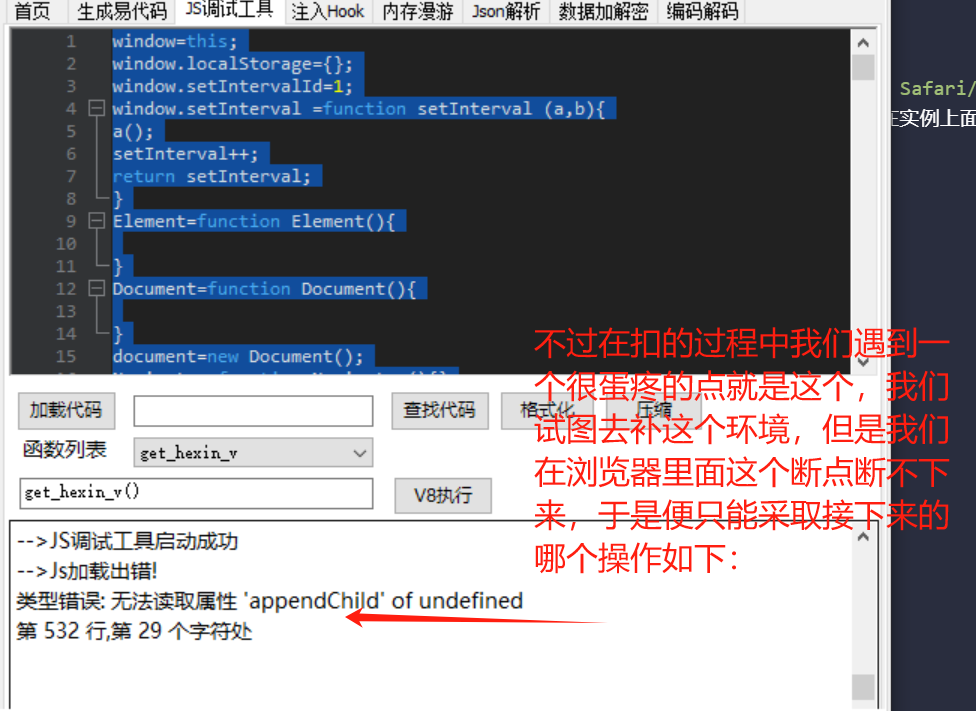 首页 生成易代码 JS调试工具 注入Hook 内存漫游 Json解析 数据加解密 编码解码
1 window=this;
2 window.localStorage={};
3 window.setIntervalId=1;
4 window.setInterval =function setInterval (a,b){
5 a();
6 setInterval++;
7 return setInterval;
8 }
9 Element=function Element(){
10
11 }
12 Document=function Document(){
13
14 }
15 document=new Document();
Safari/
实例上面
不过在扣的过程中我们遇到一
个很蛋疼的点就是这个，我们
试图去补这个环境，但是我们
在浏览器里面这个断点断不下
来，于是便只能采取接下来的
哪个操作如下：
加载代码 查找代码 格式化 压缩
函数列表 get_hexin_v
get_hexin_v() V8执行
-->JS调试工具启动成功
-->Js加载出错!
类型错误: 无法读取属性 'appendChild' of undefined
第 532 行,第 29 个字符处